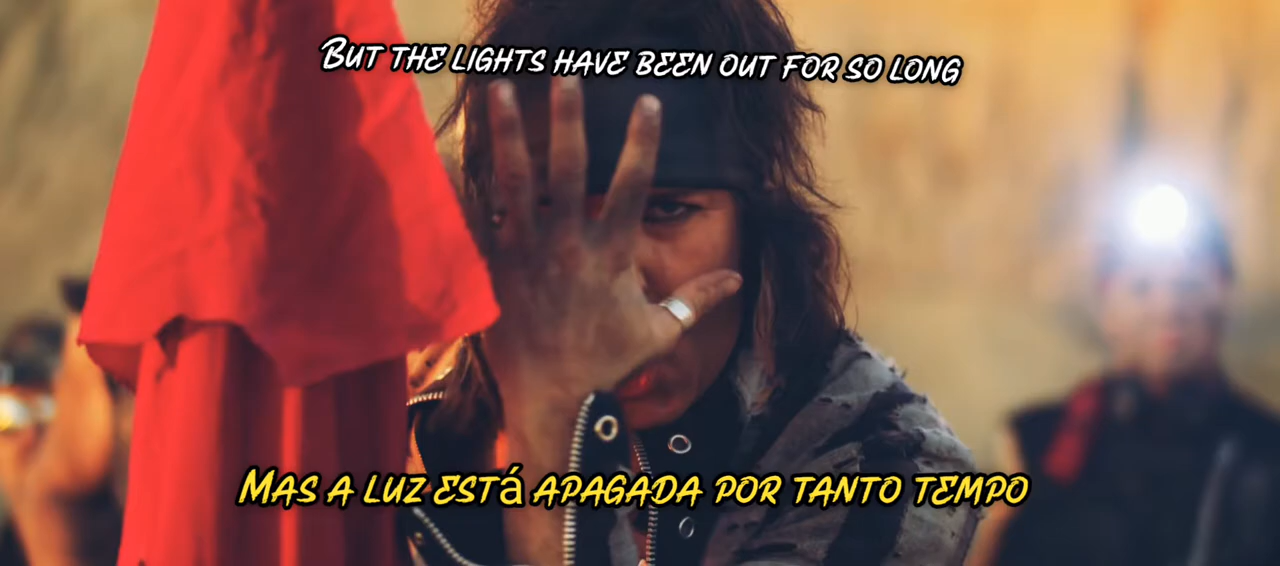 But the lights have been out for so long
Mas a luz está apagada por tanto tempo